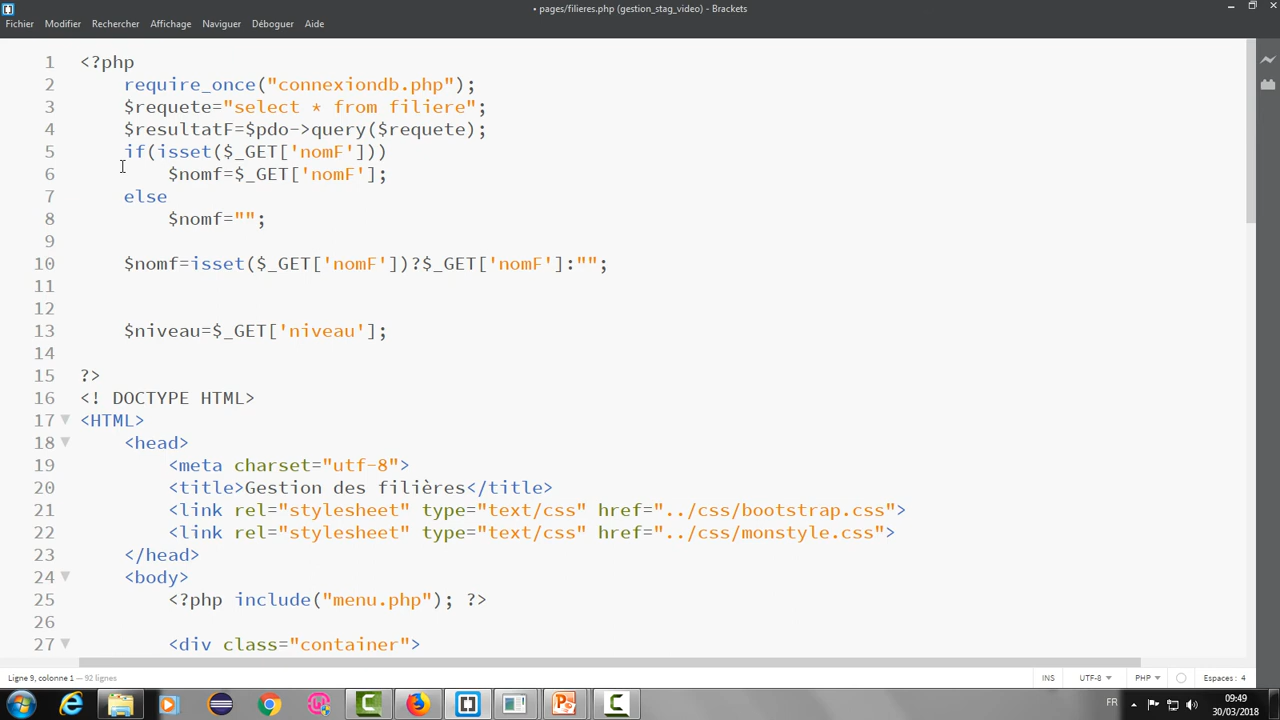 • pages/filieres.php (gestion_stag_video) - Brackets
Fichier Modifier Rechercher Affichage Naviguer Déboguer Aide
1 <?php
2 require_once("connexiondb.php");
3 $requete="select * from filiere";
4 $resultatF=$pdo->query($requete);
5 if(isset($_GET['nomF']))
6 $nomf=$_GET['nomF'];
7 else
8 $nomf="";
9
10 $nomf=isset($_GET['nomF'])?$_GET['nomF']:"";
11
12
13 $niveau=$_GET['niveau'];
14
15 ?>
16 <! DOCTYPE HTML>
17 <HTML>
18 <head>
19 <meta charset="utf-8">
20 <title>Gestion des filières</title>
21 <link rel="stylesheet" type="text/css" href="../css/bootstrap.css">
22 <link rel="stylesheet" type="text/css" href="../css/monstyle.css">
23 </head>
24 <body>
25 <?php include("menu.php"); ?>
26
27 <div class="container">
Ligne 9, colonne 1 — 92 lignes INS UTF-8 PHP Espaces : 4
FR 09:49
30/03/2018